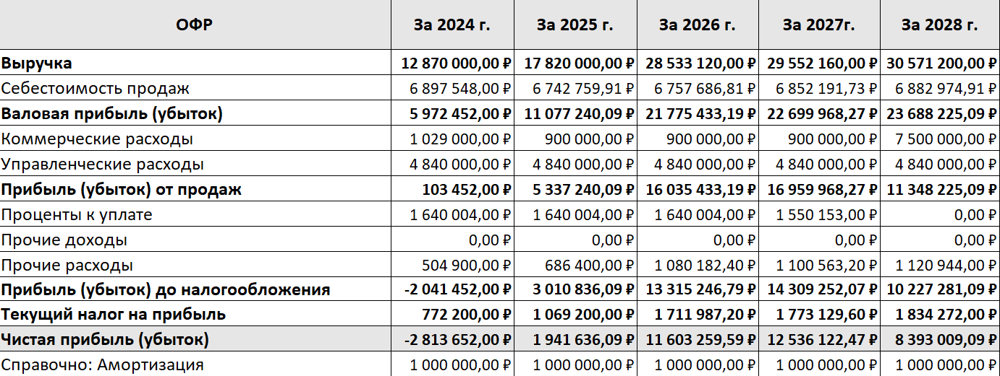 ОФР За 2024 г. За 2025 г. За 2026 г. За 2027г. За 2028 г.
Выручка 12 870 000,00 ₽ 17 820 000,00 ₽ 28 533 120,00 ₽ 29 552 160,00 ₽ 30 571 200,00 ₽
Себестоимость продаж 6 897 548,00 ₽ 6 742 759,91 ₽ 6 757 686,81 ₽ 6 852 191,73 ₽ 6 882 974,91 ₽
Валовая прибыль (убыток) 5 972 452,00 ₽ 11 077 240,09 ₽ 21 775 433,19 ₽ 22 699 968,27 ₽ 23 688 225,09 ₽
Коммерческие расходы 1 029 000,00 ₽ 900 000,00 ₽ 900 000,00 ₽ 900 000,00 ₽ 7 500 000,00 ₽
Управленческие расходы 4 840 000,00 ₽ 4 840 000,00 ₽ 4 840 000,00 ₽ 4 840 000,00 ₽ 4 840 000,00 ₽
Прибыль (убыток) от продаж 103 452,00 ₽ 5 337 240,09 ₽ 16 035 433,19 ₽ 16 959 968,27 ₽ 11 348 225,09 ₽
Проценты к уплате 1 640 004,00 ₽ 1 640 004,00 ₽ 1 640 004,00 ₽ 1 550 153,00 ₽ 0,00 ₽
Прочие доходы 0,00 ₽ 0,00 ₽ 0,00 ₽ 0,00 ₽ 0,00 ₽
Прочие расходы 504 900,00 ₽ 686 400,00 ₽ 1 080 182,40 ₽ 1 100 563,20 ₽ 1 120 944,00 ₽
Прибыль (убыток) до налогообложения -2 041 452,00 ₽ 3 010 836,09 ₽ 13 315 246,79 ₽ 14 309 252,07 ₽ 10 227 281,09 ₽
Текущий налог на прибыль 772 200,00 ₽ 1 069 200,00 ₽ 1 711 987,20 ₽ 1 773 129,60 ₽ 1 834 272,00 ₽
Чистая прибыль (убыток) -2 813 652,00 ₽ 1 941 636,09 ₽ 11 603 259,59 ₽ 12 536 122,47 ₽ 8 393 009,09 ₽
Справочно: Амортизация 1 000 000,00 ₽ 1 000 000,00 ₽ 1 000 000,00 ₽ 1 000 000,00 ₽ 1 000 000,00 ₽